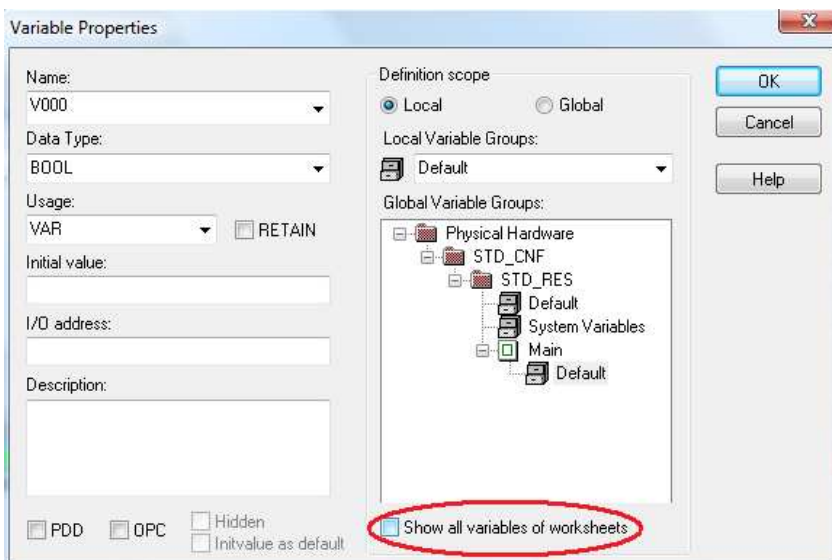 Variable Properties
Name:
V000
Data Type:
BOOL
Usage:
VAR
RETAIN
Initial value:
I/O address:
Description:
PDD
OPC
Hidden
Initvalue as default
Definition scope
Local
Global
Local Variable Groups:
Default
Global Variable Groups:
Physical Hardware
STD_CNF
STD_RES
Default
System Variables
Main
Default
Show all variables of worksheets
OK
Cancel
Help